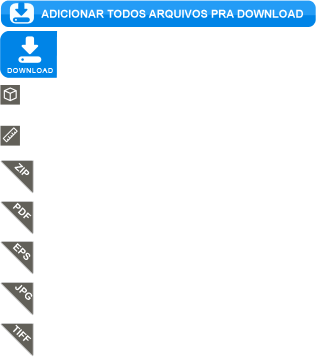 ADICIONAR TODOS ARQUIVOS PRA DOWNLOAD
DOWNLOAD
ZIP
PDF
EPS
JPG
TIFF